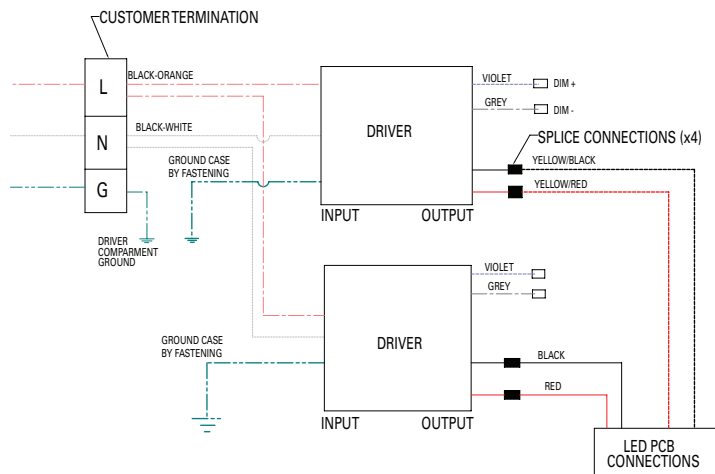 CUSTOMER TERMINATION
L
N
G
BLACK-ORANGE
BLACK-WHITE
GROUND CASE
BY FASTENING
DRIVER
COMPARMENT
GROUND
DRIVER
INPUT
OUTPUT
VIOLET
DIM +
GREY
DIM -
SPLICE CONNECTIONS (x4)
YELLOW/BLACK
YELLOW/RED
GROUND CASE
BY FASTENING
DRIVER
INPUT
OUTPUT
VIOLET
GREY
BLACK
RED
LED PCB
CONNECTIONS